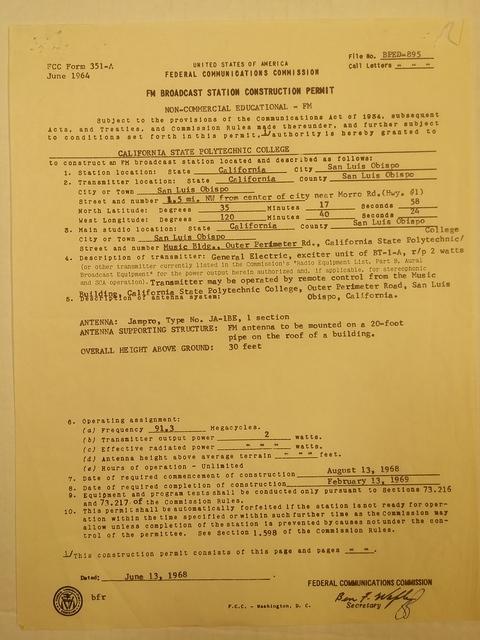 File No. BPED-895
FCC Form 351-A
UNITED STATES OF AMERICA
Call Letters - - -
June 1964
FEDERAL COMMUNICATIONS COMMISSION
FM BROADCAST STATION CONSTRUCTION PERMIT
NON-COMMERCIAL EDUCATIONAL - FM
Subject to the provisions of the Communications Act of 1934, subsequent
Acts, and Treaties, and Commission Rules made thereunder, and further subject
to conditions set forth in this permit, 1/ authority is hereby granted to
CALIFORNIA STATE POLYTECHNIC COLLEGE
to construct an FM broadcast station located and described as follows:
1. Station location: State California City San Luis Obispo
2. Transmitter location: State California County San Luis Obispo
City or Town San Luis Obispo
Street and number 1.5 mi. NW from center of city near Morro Rd.(Hwy. #1)
North Latitude: Degrees 35 Minutes 17 Seconds 58
West Longitude: Degrees 120 Minutes 40 Seconds 24
3. Main studio location: State California County San Luis Obispo
City or Town San Luis Obispo College
Street and number Music Bldg., Outer Perimeter Rd., California State Polytechnic/
4. Description of transmitter: General Electric, exciter unit of BT-1-A, r/p 2 watts
(or other transmitter currently listed in the Commission's "Radio Equipment List, Part B, Aural
Broadcast Equipment" for the power output herein authorized and, if applicable, for stereophonic
and SCA operation). Transmitter may be operated by remote control from the Music
Building, California State Polytechnic College, Outer Perimeter Road, San Luis
5. Description of antenna system: Obispo, California.
ANTENNA: Jampro, Type No. JA-1BE, 1 section
ANTENNA SUPPORTING STRUCTURE: FM antenna to be mounted on a 20-foot
pipe on the roof of a building.
OVERALL HEIGHT ABOVE GROUND: 30 feet
6. Operating assignment:
(a) Frequency 91.3 Megacycles.
(b) Transmitter output power 2 watts.
(c) Effective radiated power - - - watts.
(d) Antenna height above average terrain - - - feet.
(e) Hours of operation - Unlimited
7. Date of required commencement of construction August 13, 1968
8. Date of required completion of construction February 13, 1969
9. Equipment and program tests shall be conducted only pursuant to Sections 73.216
and 73.217 of the Commission Rules.
10. This permit shall be automatically forfeited if the station is not ready for oper-
ation within the time specified or within such further time as the Commission may
allow unless completion of the station is prevented by causes not under the con-
trol of the permittee. See Section 1.598 of the Commission Rules.
1/This construction permit consists of this page and pages - - .
Dated: June 13, 1968
FEDERAL COMMUNICATIONS COMMISSION
bfr
F.C.C. - Washington, D. C.
Ben F. Waple
Secretary